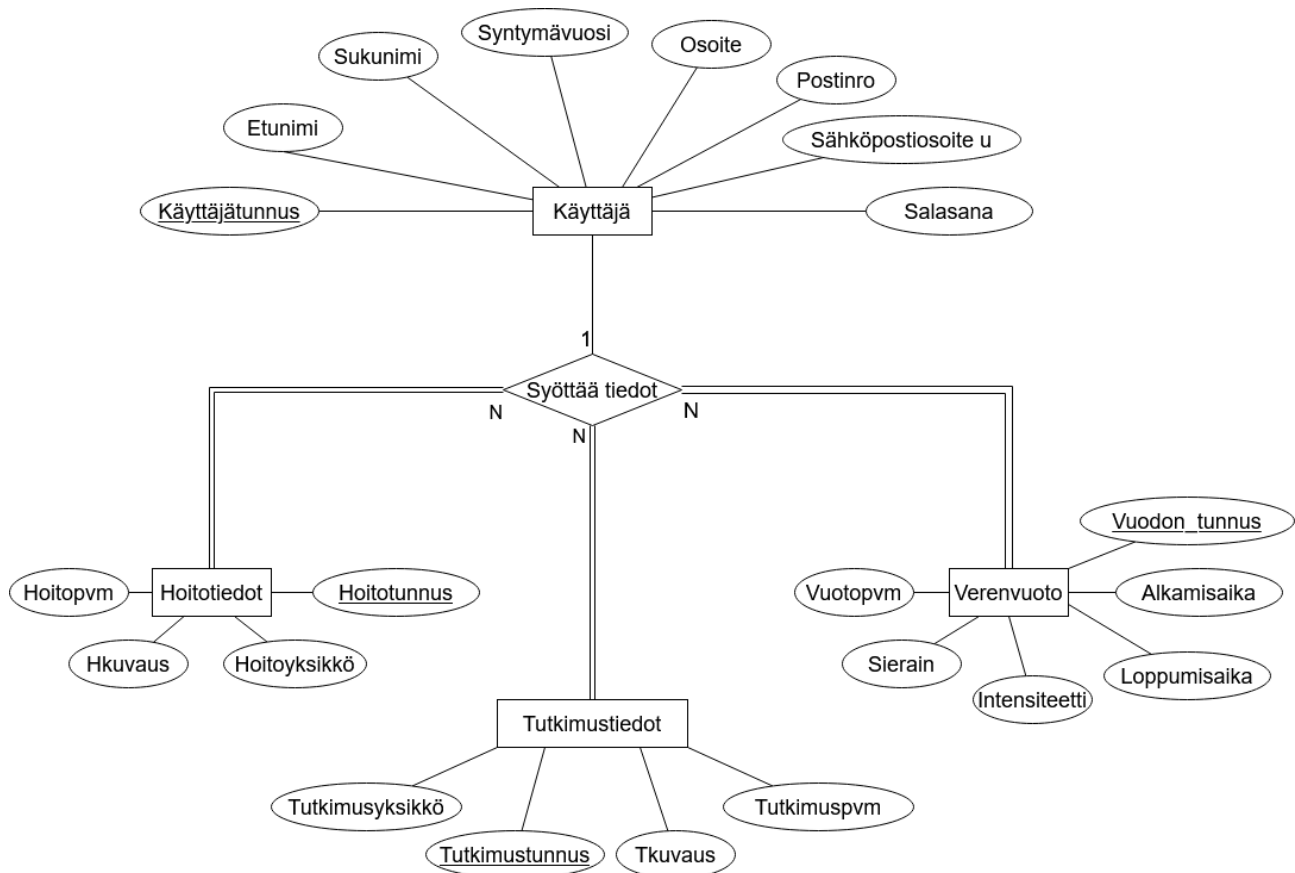 Syntymävuosi
Osoite
Sukunimi
Postinro
Etunimi
Sähköpostiosoite u
Käyttäjätunnus
Käyttäjä
Salasana
1
Syöttää tiedot
N
N
N
Vuodon_tunnus
Hoitopvm
Hoitotiedot
Hoitotunnus
Vuotopvm
Verenvuoto
Alkamisaika
Hkuvaus
Hoitoyksikkö
Sierain
Loppumisaika
Intensiteetti
Tutkimustiedot
Tutkimusyksikkö
Tutkimuspvm
Tutkimustunnus
Tkuvaus